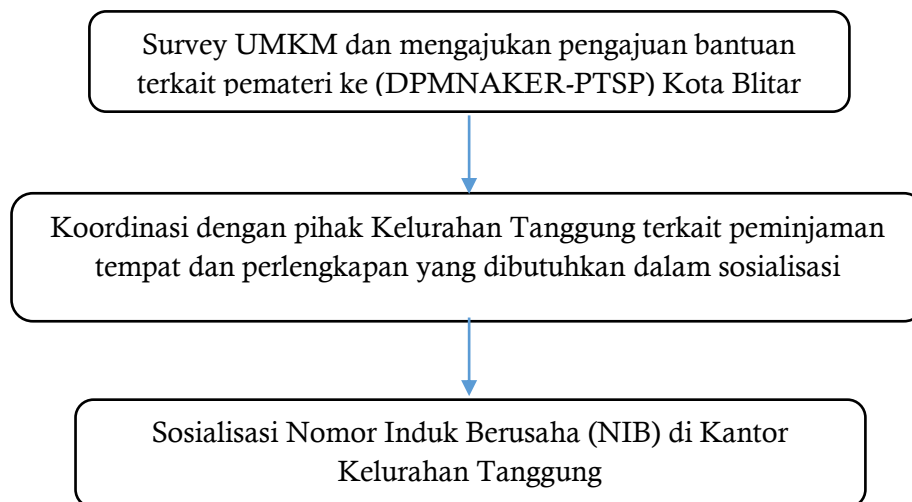 Survey UMKM dan mengajukan pengajuan bantuan
terkait pemateri ke (DPMNAKER-PTSP) Kota Blitar
Koordinasi dengan pihak Kelurahan Tanggung terkait peminjaman
tempat dan perlengkapan yang dibutuhkan dalam sosialisasi
Sosialisasi Nomor Induk Berusaha (NIB) di Kantor
Kelurahan Tanggung